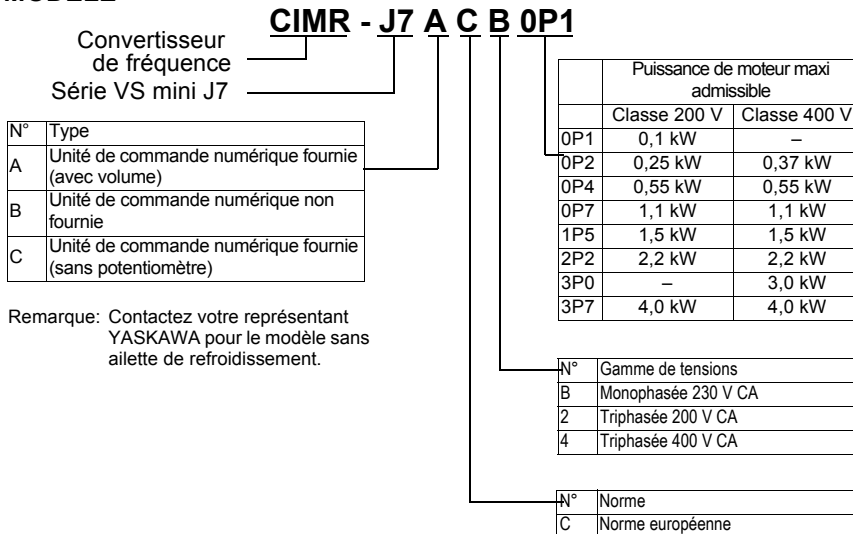 CIMR - J7 A C B 0P1
Convertisseur
de fréquence
Série VS mini J7
N° Type
A Unité de commande numérique fournie
(avec volume)
B Unité de commande numérique non
fournie
C Unité de commande numérique fournie
(sans potentiomètre)
Remarque: Contactez votre représentant
YASKAWA pour le modèle sans
ailette de refroidissement.
Puissance de moteur maxi
admissible
Classe 200 V Classe 400 V
0P1 0,1 kW –
0P2 0,25 kW 0,37 kW
0P4 0,55 kW 0,55 kW
0P7 1,1 kW 1,1 kW
1P5 1,5 kW 1,5 kW
2P2 2,2 kW 2,2 kW
3P0 – 3,0 kW
3P7 4,0 kW 4,0 kW
N° Gamme de tensions
B Monophasée 230 V CA
2 Triphasée 200 V CA
4 Triphasée 400 V CA
N° Norme
C Norme européenne